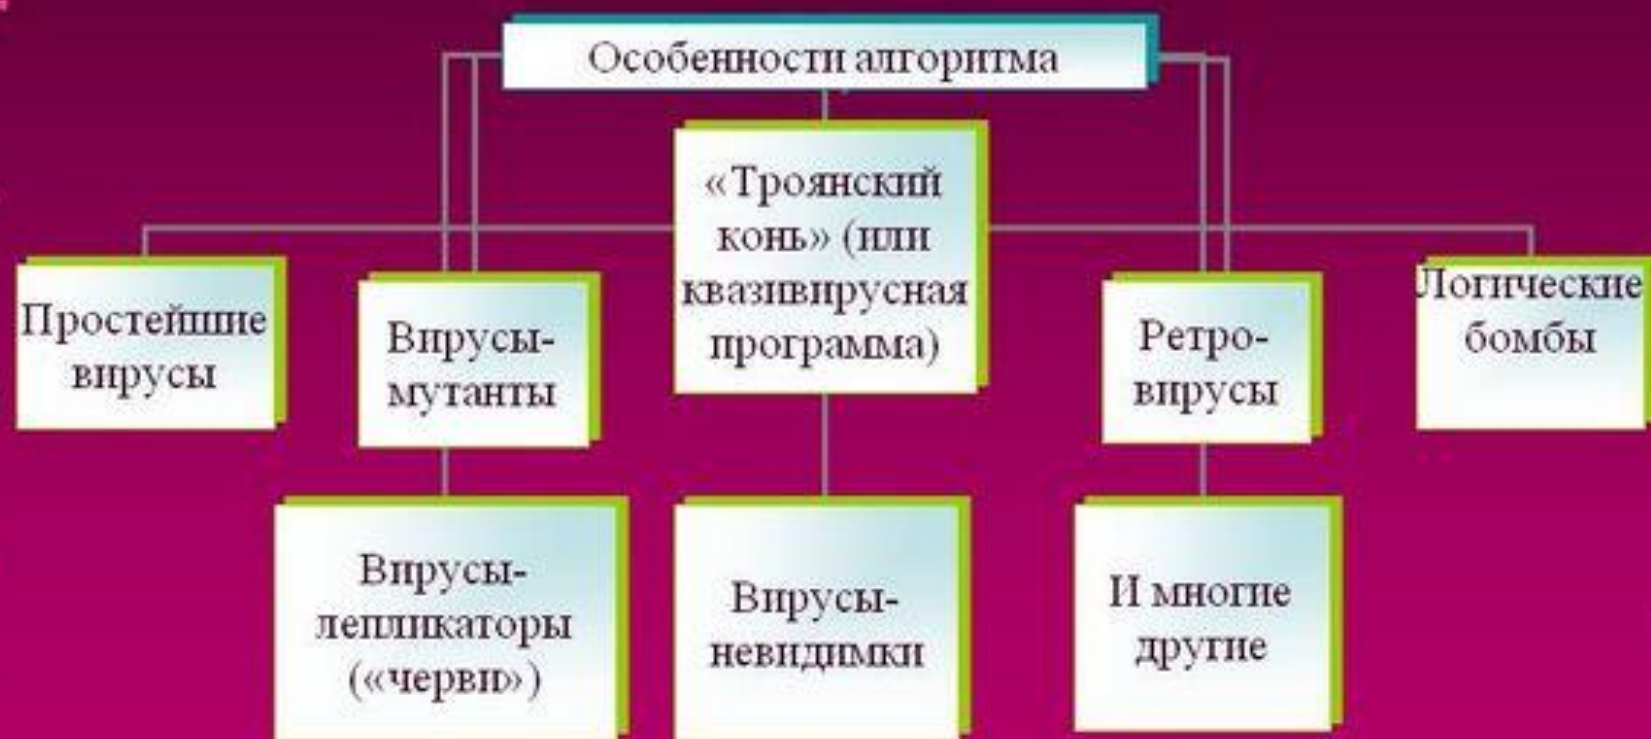 Особенности алгоритма
«Троянский
конь» (или
квазивирусная
программа)
Простейшие
вирусы
Вирусы-
мутанты
Ретро-
вирусы
Логические
бомбы
Вирусы-
лепликаторы
(«черви»)
Вирусы-
невидимки
И многие
другие